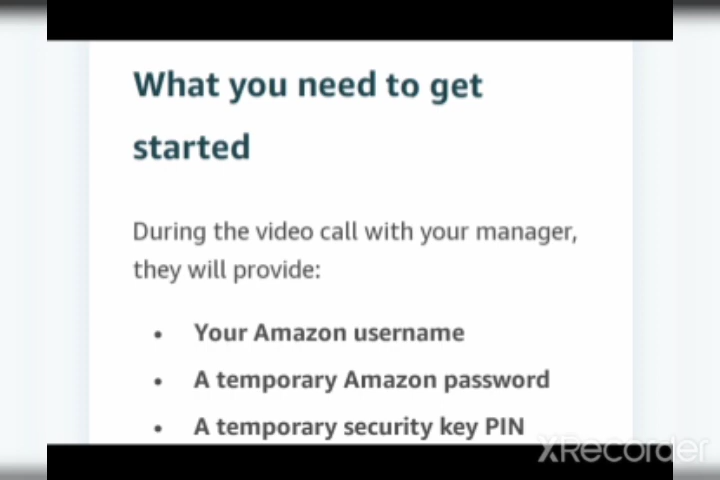 What you need to get
started
During the video call with your manager,
they will provide:
• Your Amazon username
• A temporary Amazon password
• A temporary security key PIN
XRecorder